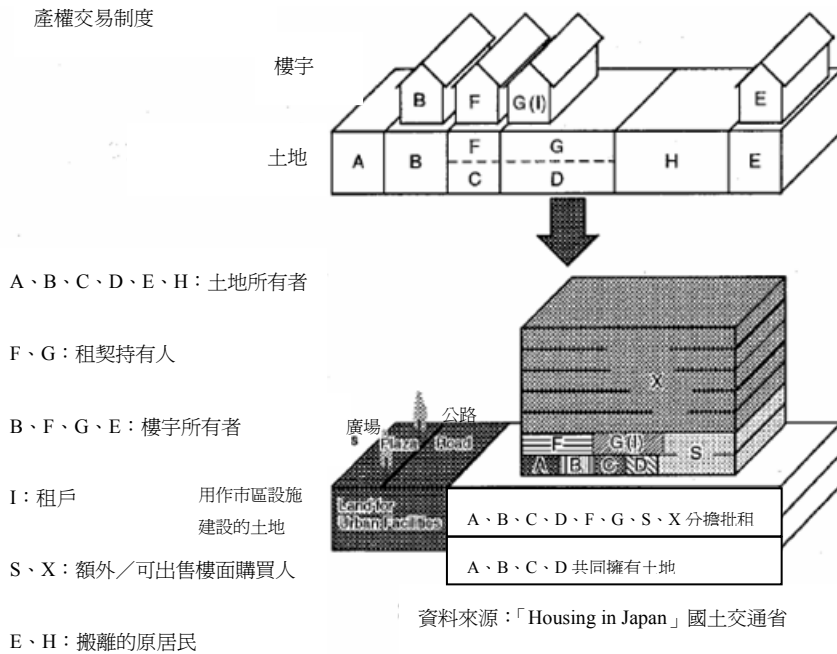 產權交易制度
樓宇
B F G(I) E
土地
A B F G H E
C D
A、B、C、D、E、H：土地所有者
F、G：租契持有人
X
B、F、G、E：樓宇所有者
廣場 公路
s Plaza Road
F G(I) S
A B C D
I：租戶
用作市區設施
建設的土地
Land for
Urban Facilities
A、B、C、D、F、G、S、X 分擔批租
A、B、C、D 共同擁有土地
S、X：額外／可出售樓面購買人
資料來源：「Housing in Japan」國土交通省
E、H：搬離的原居民